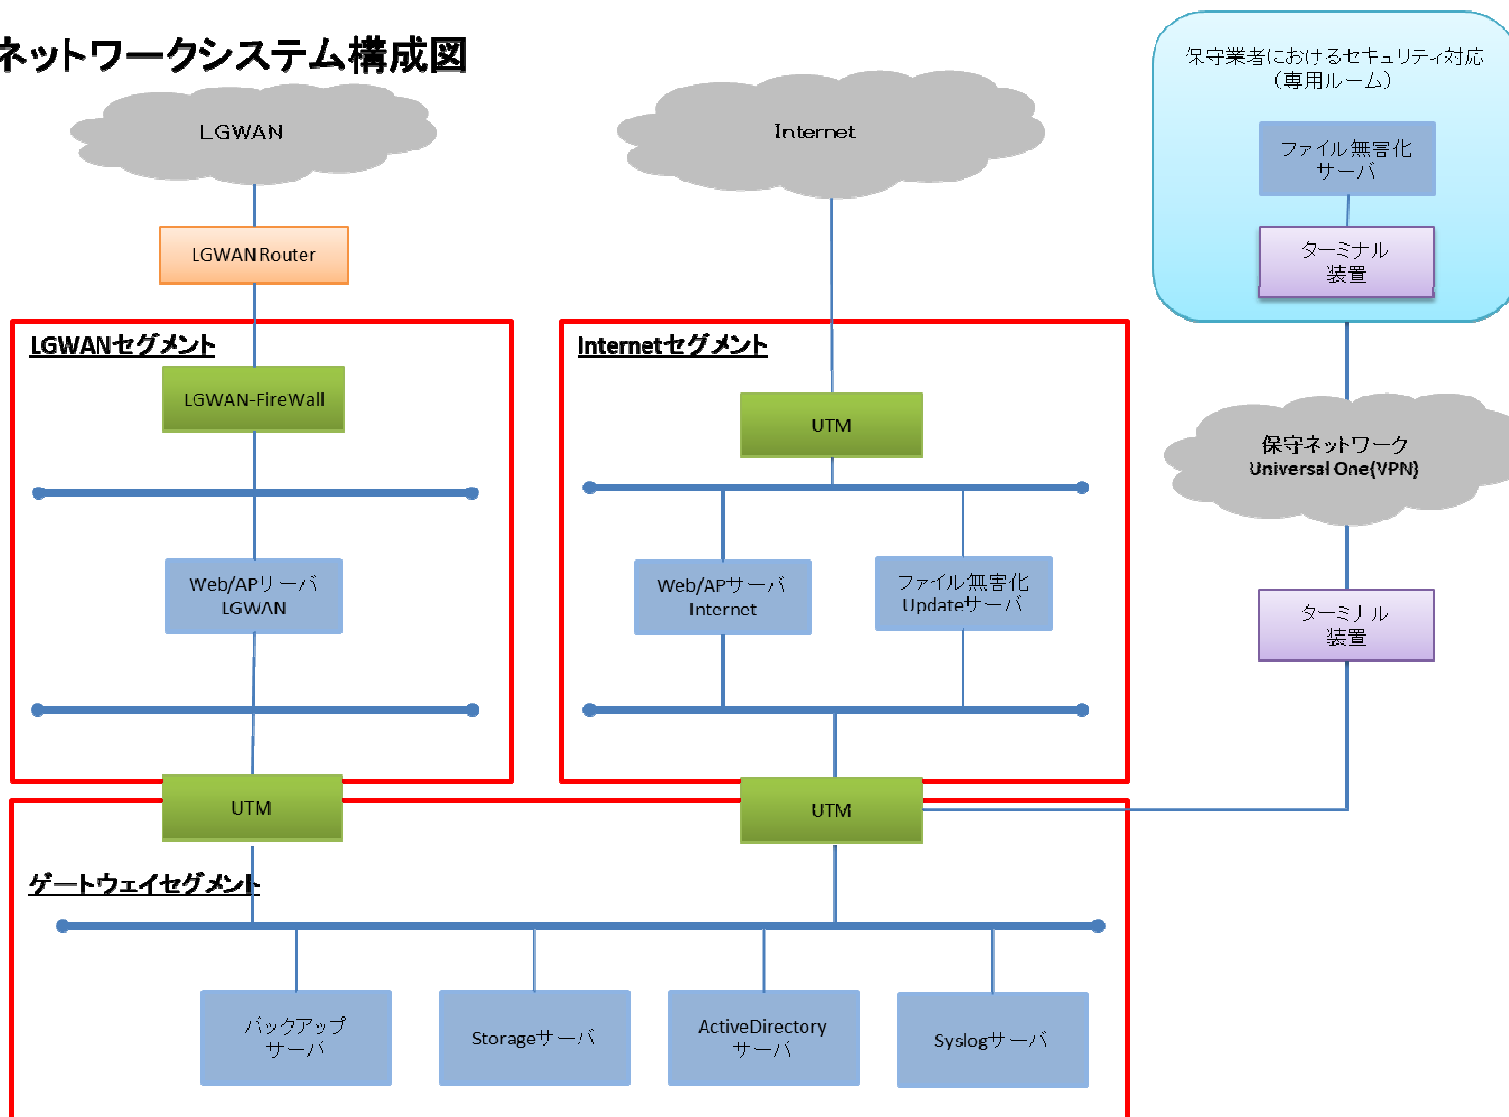 ネットワークシステム構成図
LGWAN
Internet
保守業者におけるセキュリティ対応
（専用ルーム）
ファイル無害化
サーバ
ターミナル
装置
LGWAN Router
LGWANセグメント
LGWAN-FireWall
Web/APサーバ
LGWAN
Internetセグメント
UTM
Web/APサーバ
Internet
ファイル無害化
Updateサーバ
保守ネットワーク
Universal One(VPN)
ターミナル
装置
UTM
UTM
ゲートウェイセグメント
バックアップ
サーバ
Storageサーバ
ActiveDirectory
サーバ
Syslogサーバ